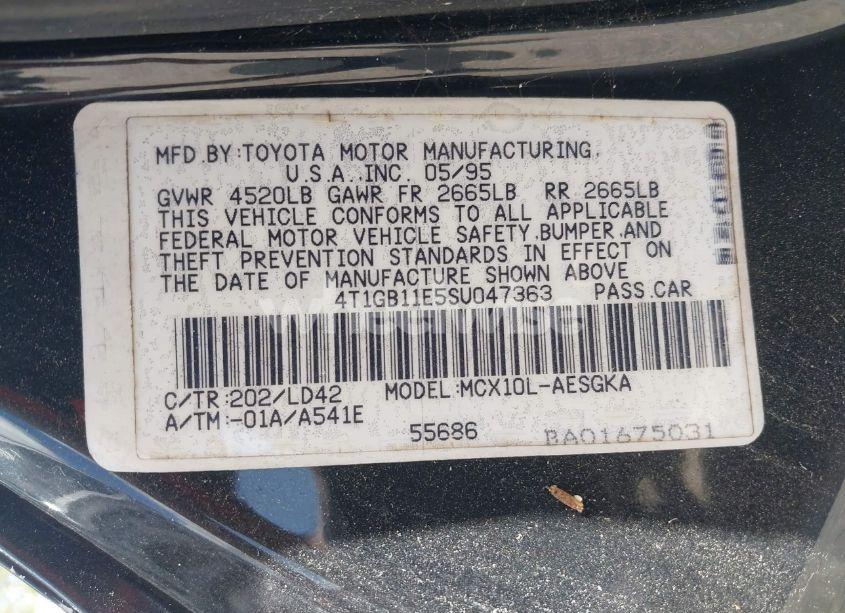 MFD.BY:TOYOTA MOTOR MANUFACTURING,
U.S.A.,INC. 05/95
GVWR 4520LB GAWR FR 2665LB RR 2665LB
THIS VEHICLE CONFORMS TO ALL APPLICABLE
FEDERAL MOTOR VEHICLE SAFETY,BUMPER,AND
THEFT PREVENTION STANDARDS IN EFFECT ON
THE DATE OF MANUFACTURE SHOWN ABOVE
4T1GB11E5SU047363 PASS.CAR
C/TR:202/LD42 MODEL:MCX10L-AESGKA
A/TM:-01A/A541E
55686 BA01675031